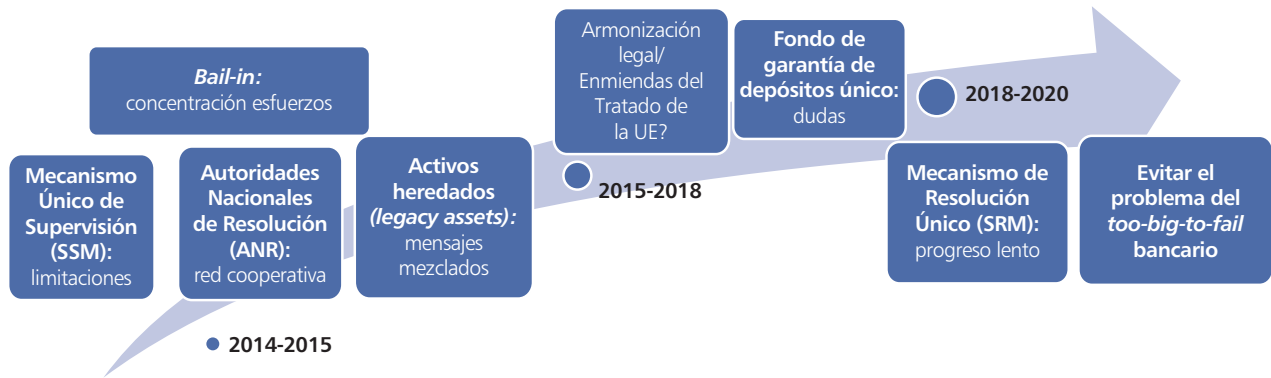 Bail-in:
concentración esfuerzos
Mecanismo
Único de
Supervisión
(SSM):
limitaciones
Autoridades
Nacionales
de Resolución
(ANR):
red cooperativa
Activos
heredados
(legacy assets):
mensajes
mezclados
2014-2015
Armonización
legal/
Enmiendas del
Tratado de
la UE?
Fondo de
garantía de
depósitos único:
dudas
2015-2018
2018-2020
Mecanismo de
Resolución
Único (SRM):
progreso lento
Evitar el
problema del
too-big-to-fail
bancario